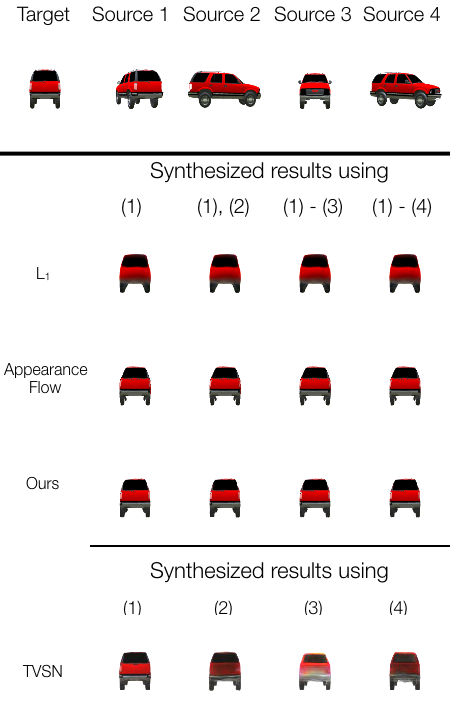 Target Source 1 Source 2 Source 3 Source 4
Synthesized results using
(1) (1), (2) (1) - (3) (1) - (4)
L₁
Appearance
Flow
Ours
Synthesized results using
(1) (2) (3) (4)
TVSN